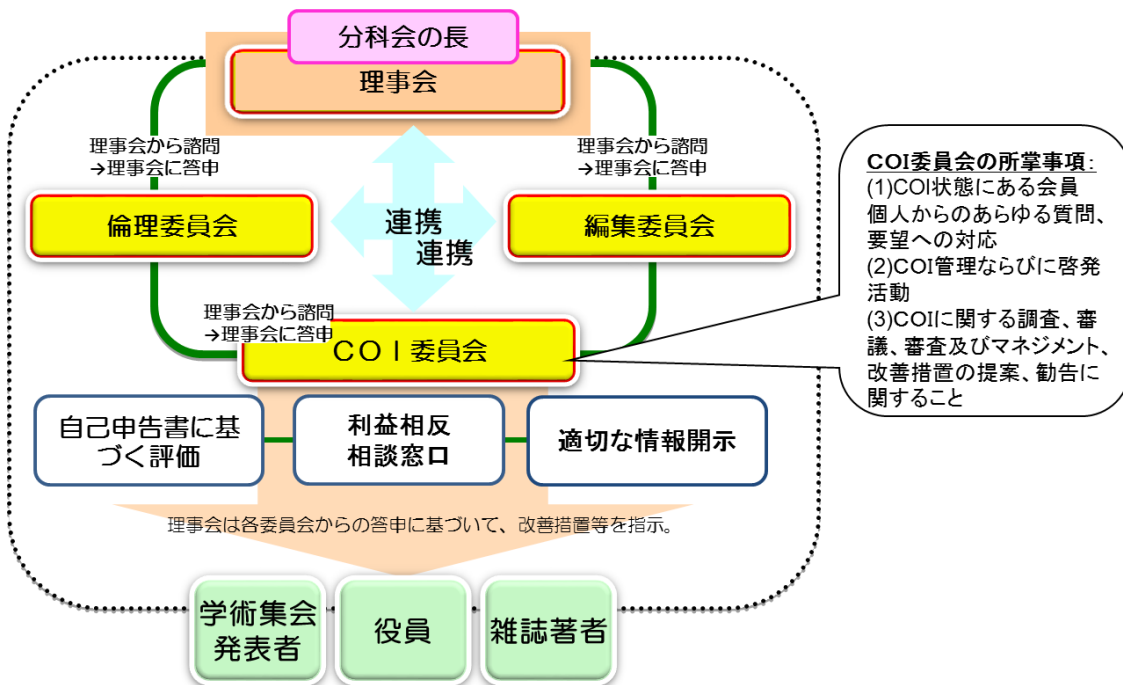 分科会の長
理事会
理事会から諮問
→理事会に答申
理事会から諮問
→理事会に答申
倫理委員会
連携
連携
編集委員会
理事会から諮問
→理事会に答申
COI委員会
自己申告書に基
づく評価
利益相反
相談窓口
適切な情報開示
理事会は各委員会からの答申に基づいて、改善措置等を指示。
学術集会
発表者
役員
雑誌著者
COI委員会の所掌事項:
(1)COI状態にある会員
個人からのあらゆる質問、
要望への対応
(2)COI管理ならびに啓発
活動
(3)COIに関する調査、審
議、審査及びマネジメント、
改善措置の提案、勧告に
関すること